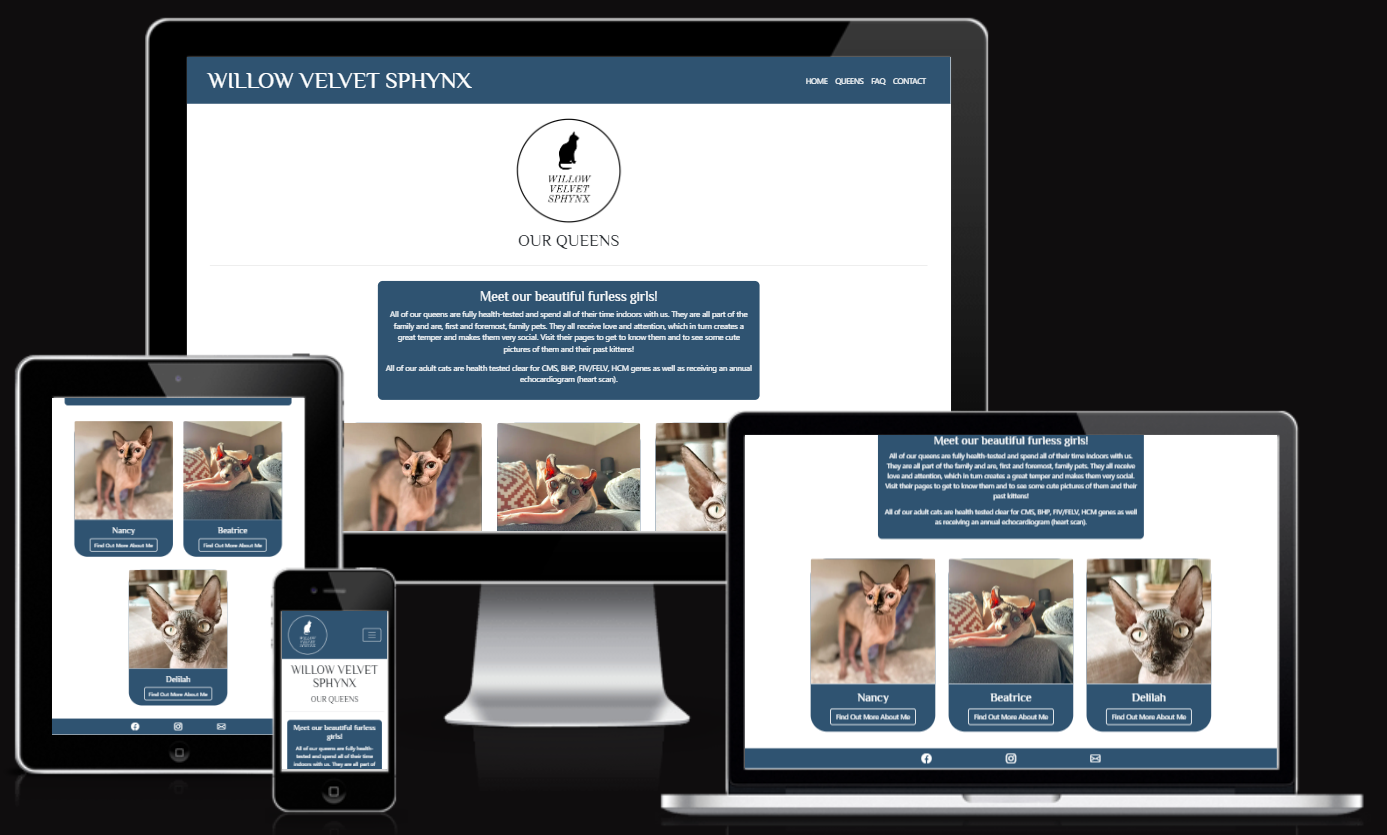 WILLOW VELVET SPHYNX
HOME QUEENS FAQ CONTACT
WILLOW
VELVET
SPHYNX
OUR QUEENS
Meet our beautiful furless girls!
All of our queens are fully health-tested and spend all of their time indoors with us. They are all part of the
family and are, first and foremost, family pets. They all receive love and attention, which in turn creates a
great temper and makes them very social. Visit their pages to get to know them and to see some cute
pictures of them and their past kittens!
All of our adult cats are health tested clear for CMS, BHP, FIV/FELV, HCM genes as well as receiving an annual
echocardiogram (heart scan).
Nancy
Find Out More About Me
Beatrice
Find Out More About Me
Delilah
Find Out More About Me
WILLOW
VELVET
SPHYNX
WILLOW VELVET
SPHYNX
OUR QUEENS
Meet our beautiful furless
girls!
All of our queens are fully health-
tested and spend all of their time
indoors with us. They are all part of
Meet our beautiful furless girls!
All of our queens are fully health-tested and spend all of their time indoors with us.
They are all part of the family and are, first and foremost, family pets. They all receive
love and attention, which in turn creates a great temper and makes them very social.
Visit their pages to get to know them and to see some cute pictures of them and their
past kittens!
All of our adult cats are health tested clear for CMS, BHP, FIV/FELV, HCM genes as well
as receiving an annual echocardiogram (heart scan).
Nancy
Find Out More About Me
Beatrice
Find Out More About Me
Delilah
Find Out More About Me